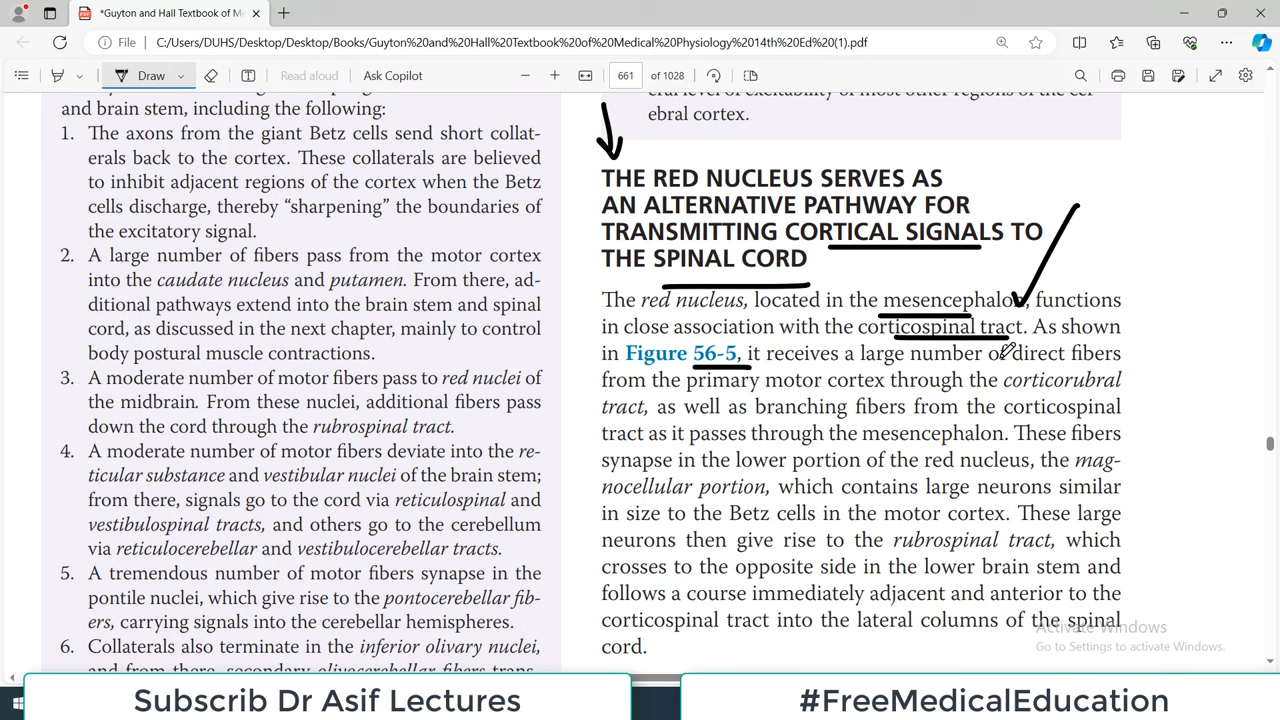 *Guyton and Hall Textbook of Me
File
C:/Users/DUHS/Desktop/Desktop/Books/Guyton%20and%20Hall%20Textbook%20of%20Medical%20Physiology%2014th%20Ed%20(1).pdf
Draw
Read aloud
Ask Copilot
661 of 1028
and brain stem, including the following:
1. The axons from the giant Betz cells send short collat-
erals back to the cortex. These collaterals are believed
to inhibit adjacent regions of the cortex when the Betz
cells discharge, thereby “sharpening” the boundaries of
the excitatory signal.
2. A large number of fibers pass from the motor cortex
into the caudate nucleus and putamen. From there, ad-
ditional pathways extend into the brain stem and spinal
cord, as discussed in the next chapter, mainly to control
body postural muscle contractions.
3. A moderate number of motor fibers pass to red nuclei of
the midbrain. From these nuclei, additional fibers pass
down the cord through the rubrospinal tract.
4. A moderate number of motor fibers deviate into the re-
ticular substance and vestibular nuclei of the brain stem;
from there, signals go to the cord via reticulospinal and
vestibulospinal tracts, and others go to the cerebellum
via reticulocerebellar and vestibulocerebellar tracts.
5. A tremendous number of motor fibers synapse in the
pontile nuclei, which give rise to the pontocerebellar fib-
ers, carrying signals into the cerebellar hemispheres.
6. Collaterals also terminate in the inferior olivary nuclei,
and from there, secondary olivocerebellar fibers trans-
eral level of excitability of most other regions of the cer-
ebral cortex.
THE RED NUCLEUS SERVES AS
AN ALTERNATIVE PATHWAY FOR
TRANSMITTING CORTICAL SIGNALS TO
THE SPINAL CORD
The red nucleus, located in the mesencephalon, functions
in close association with the corticospinal tract. As shown
in Figure 56-5, it receives a large number of direct fibers
from the primary motor cortex through the corticorubral
tract, as well as branching fibers from the corticospinal
tract as it passes through the mesencephalon. These fibers
synapse in the lower portion of the red nucleus, the mag-
nocellular portion, which contains large neurons similar
in size to the Betz cells in the motor cortex. These large
neurons then give rise to the rubrospinal tract, which
crosses to the opposite side in the lower brain stem and
follows a course immediately adjacent and anterior to the
corticospinal tract into the lateral columns of the spinal
cord.
Activate Windows
Go to Settings to activate Windows.
Subscrib Dr Asif Lectures
#FreeMedicalEducation